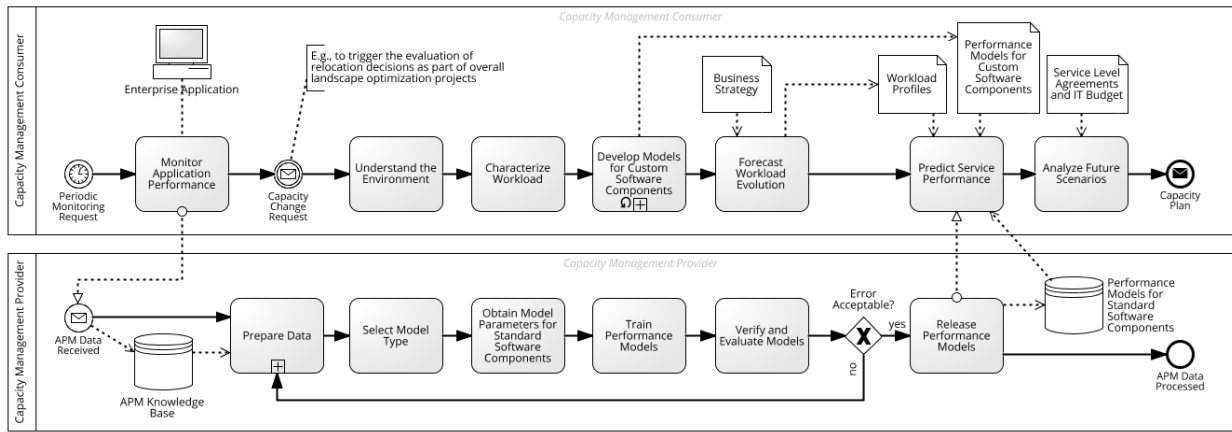 Capacity Management Consumer
Capacity Management Consumer
Enterprise Application
E.g., to trigger the evaluation of
relocation decisions as part of overall
landscape optimization projects
Business
Strategy
Workload
Profiles
Performance
Models for
Custom
Software
Components
Service Level
Agreements
and IT Budget
Periodic
Monitoring
Request
Monitor
Application
Performance
Capacity
Change
Request
Understand the
Environment
Characterize
Workload
Develop Models
for Custom
Software
Components
Forecast
Workload
Evolution
Predict Service
Performance
Analyze Future
Scenarios
Capacity
Plan
Capacity Management Provider
Capacity Management Provider
APM Data
Received
APM Knowledge
Base
Prepare Data
Select Model
Type
Obtain Model
Parameters for
Standard
Software
Components
Train
Performance
Models
Verify and
Evaluate Models
Error
Acceptable?
yes
no
Release
Performance
Models
Performance
Models for
Standard
Software
Components
APM Data
Processed